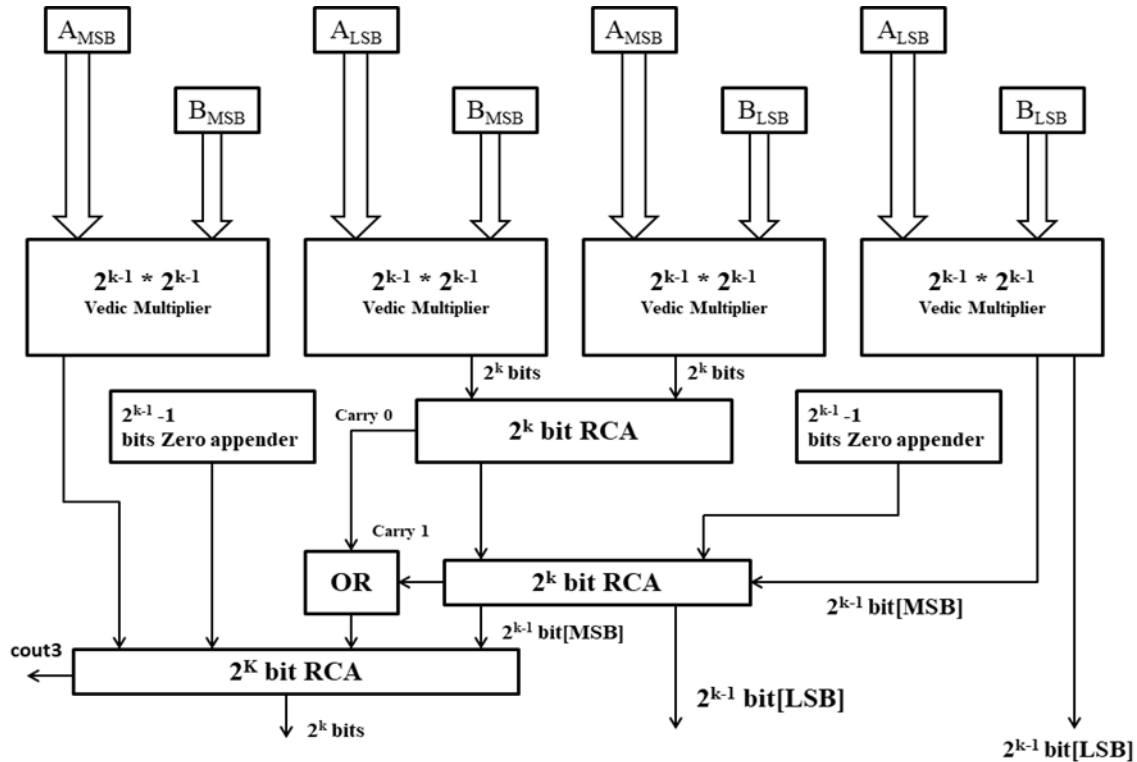 A_MSB A_LSB A_MSB A_LSB
B_MSB B_MSB B_LSB B_LSB
2^k-1 * 2^k-1
Vedic Multiplier
2^k-1 * 2^k-1
Vedic Multiplier
2^k-1 * 2^k-1
Vedic Multiplier
2^k-1 * 2^k-1
Vedic Multiplier
2^k bits
2^k bits
2^k-1 -1
bits Zero appender
Carry 0
2^k bit RCA
2^k-1 -1
bits Zero appender
Carry 1
OR
2^k bit RCA
2^k-1 bit[MSB]
2^k-1 bit[MSB]
cout3
2^K bit RCA
2^k-1 bit[LSB]
2^k bits
2^k-1 bit[LSB]